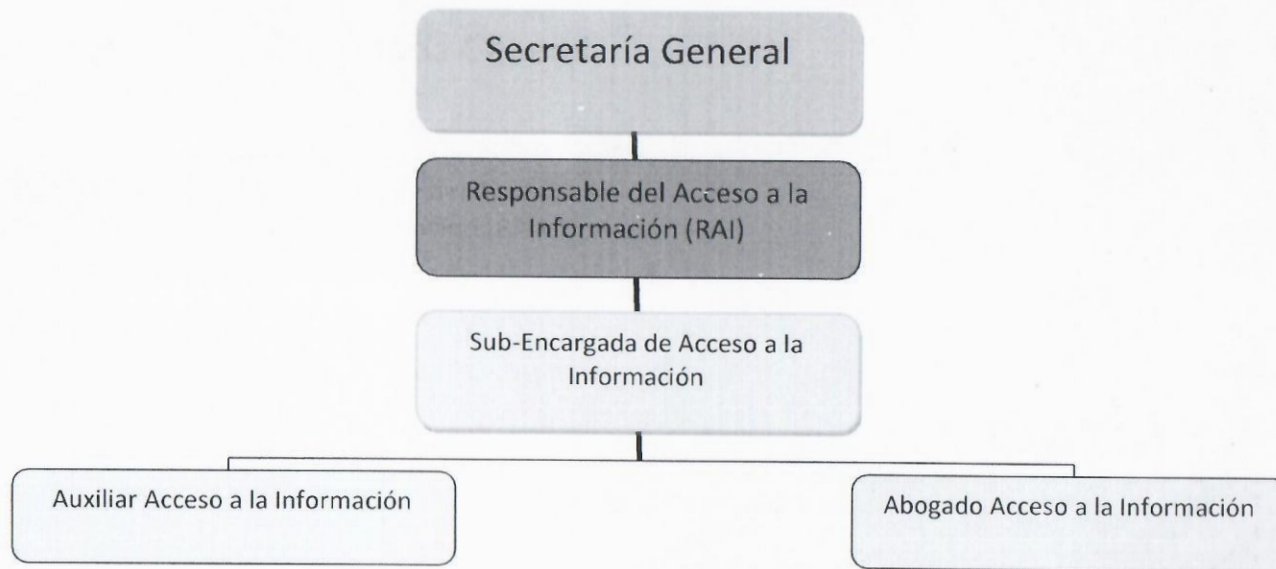 Secretaría General
Responsable del Acceso a la
Información (RAI)
Sub-Encargada de Acceso a la
Información
Auxiliar Acceso a la Información
Abogado Acceso a la Información